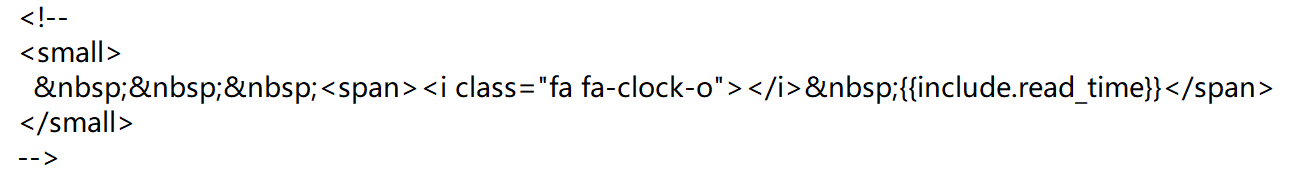 <!--
<small>
&nbsp;&nbsp;&nbsp;<span><i class="fa fa-clock-o"></i>&nbsp;{{include.read_time}}</span>
</small>
-->